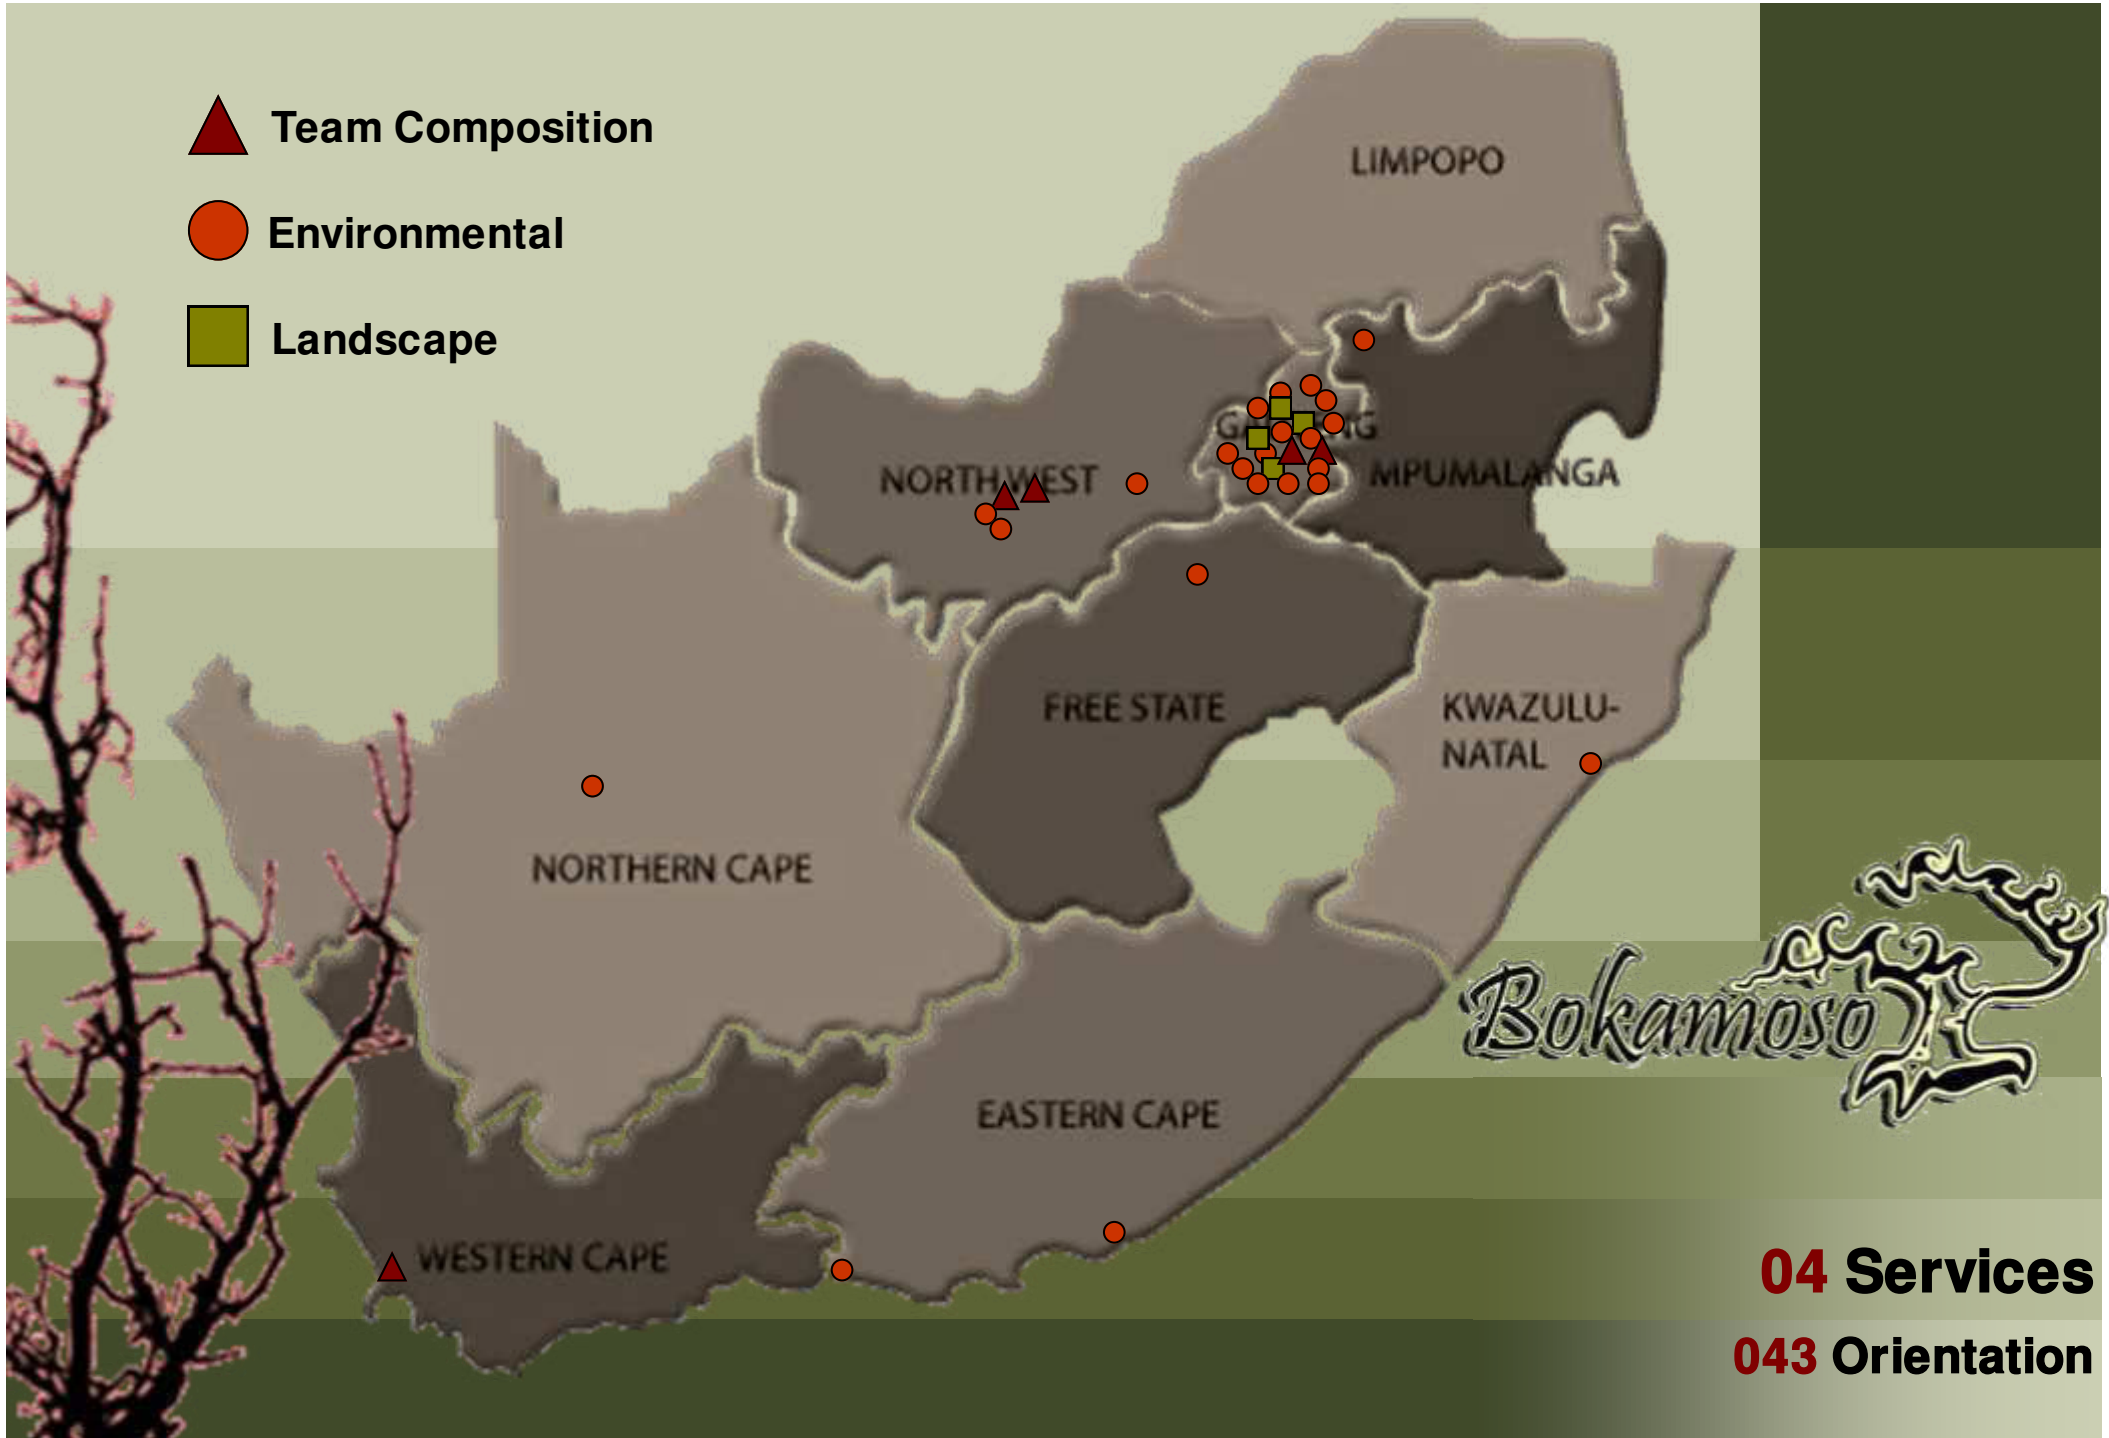 Team Composition
Environmental
Landscape
LIMPOPO
GAUTENG
NORTH WEST
MPUMALANGA
FREE STATE
KWAZULU-
NATAL
NORTHERN CAPE
Bokamoso
EASTERN CAPE
WESTERN CAPE
04 Services
043 Orientation